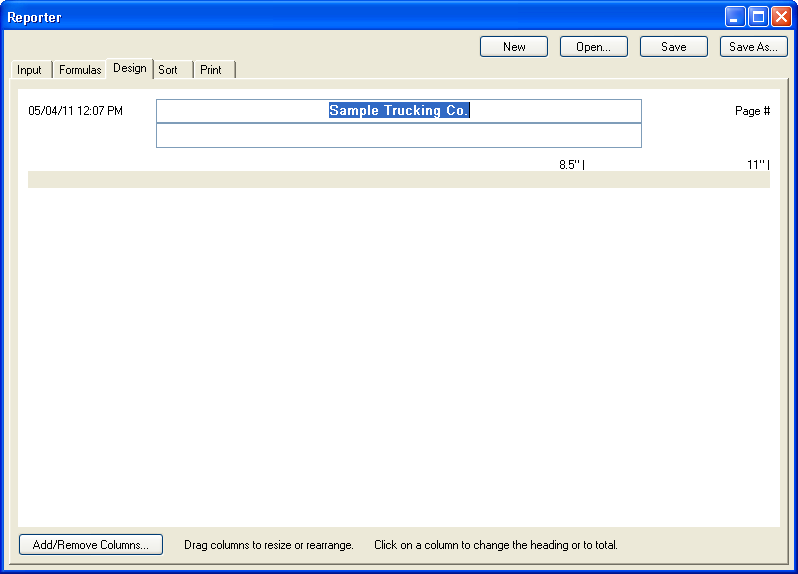 Reporter
New Open... Save Save As...
Input Formulas Design Sort Print
05/04/11 12:07 PM Sample Trucking Co. Page #
8.5" | 11" |
Add/Remove Columns... Drag columns to resize or rearrange. Click on a column to change the heading or to total.